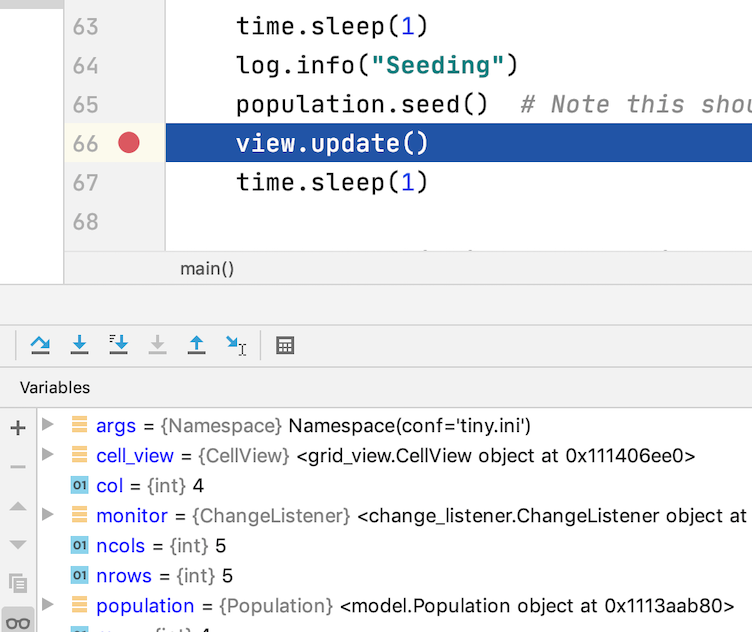 63 time.sleep(1)
64 log.info("Seeding")
65 population.seed() # Note this
66 view.update()
67 time.sleep(1)
68
main()
Variables
args = {Namespace} Namespace(conf='tiny.ini')
cell_view = {CellView} <grid_view.CellView object at 0x111406ee0>
01 col = {int} 4
monitor = {ChangeListener} <change_listener.ChangeListener object at
01 ncols = {int} 5
01 nrows = {int} 5
population = {Population} <model.Population object at 0x1113aab80>